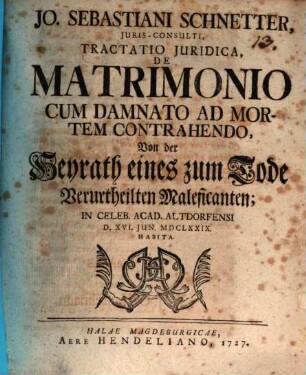 JO. SEBASTIANI SCHNETTER,
13.
JURIS-CONSULTI,
TRACTATIO JURIDICA,
DE
MATRIMONIO
CUM DAMNATO AD MOR-
TEM CONTRAHENDO,
Von der
Heyrath eines zum Tode
Verurtheilten Maleficanten;
IN CELEB. ACAD. ALTDORFENSI
D. XVI. JUN. MDCLXXIX.
HABITA.
HALAE MAGDEBURGICAE,
AERE HENDELIANO, 1727.